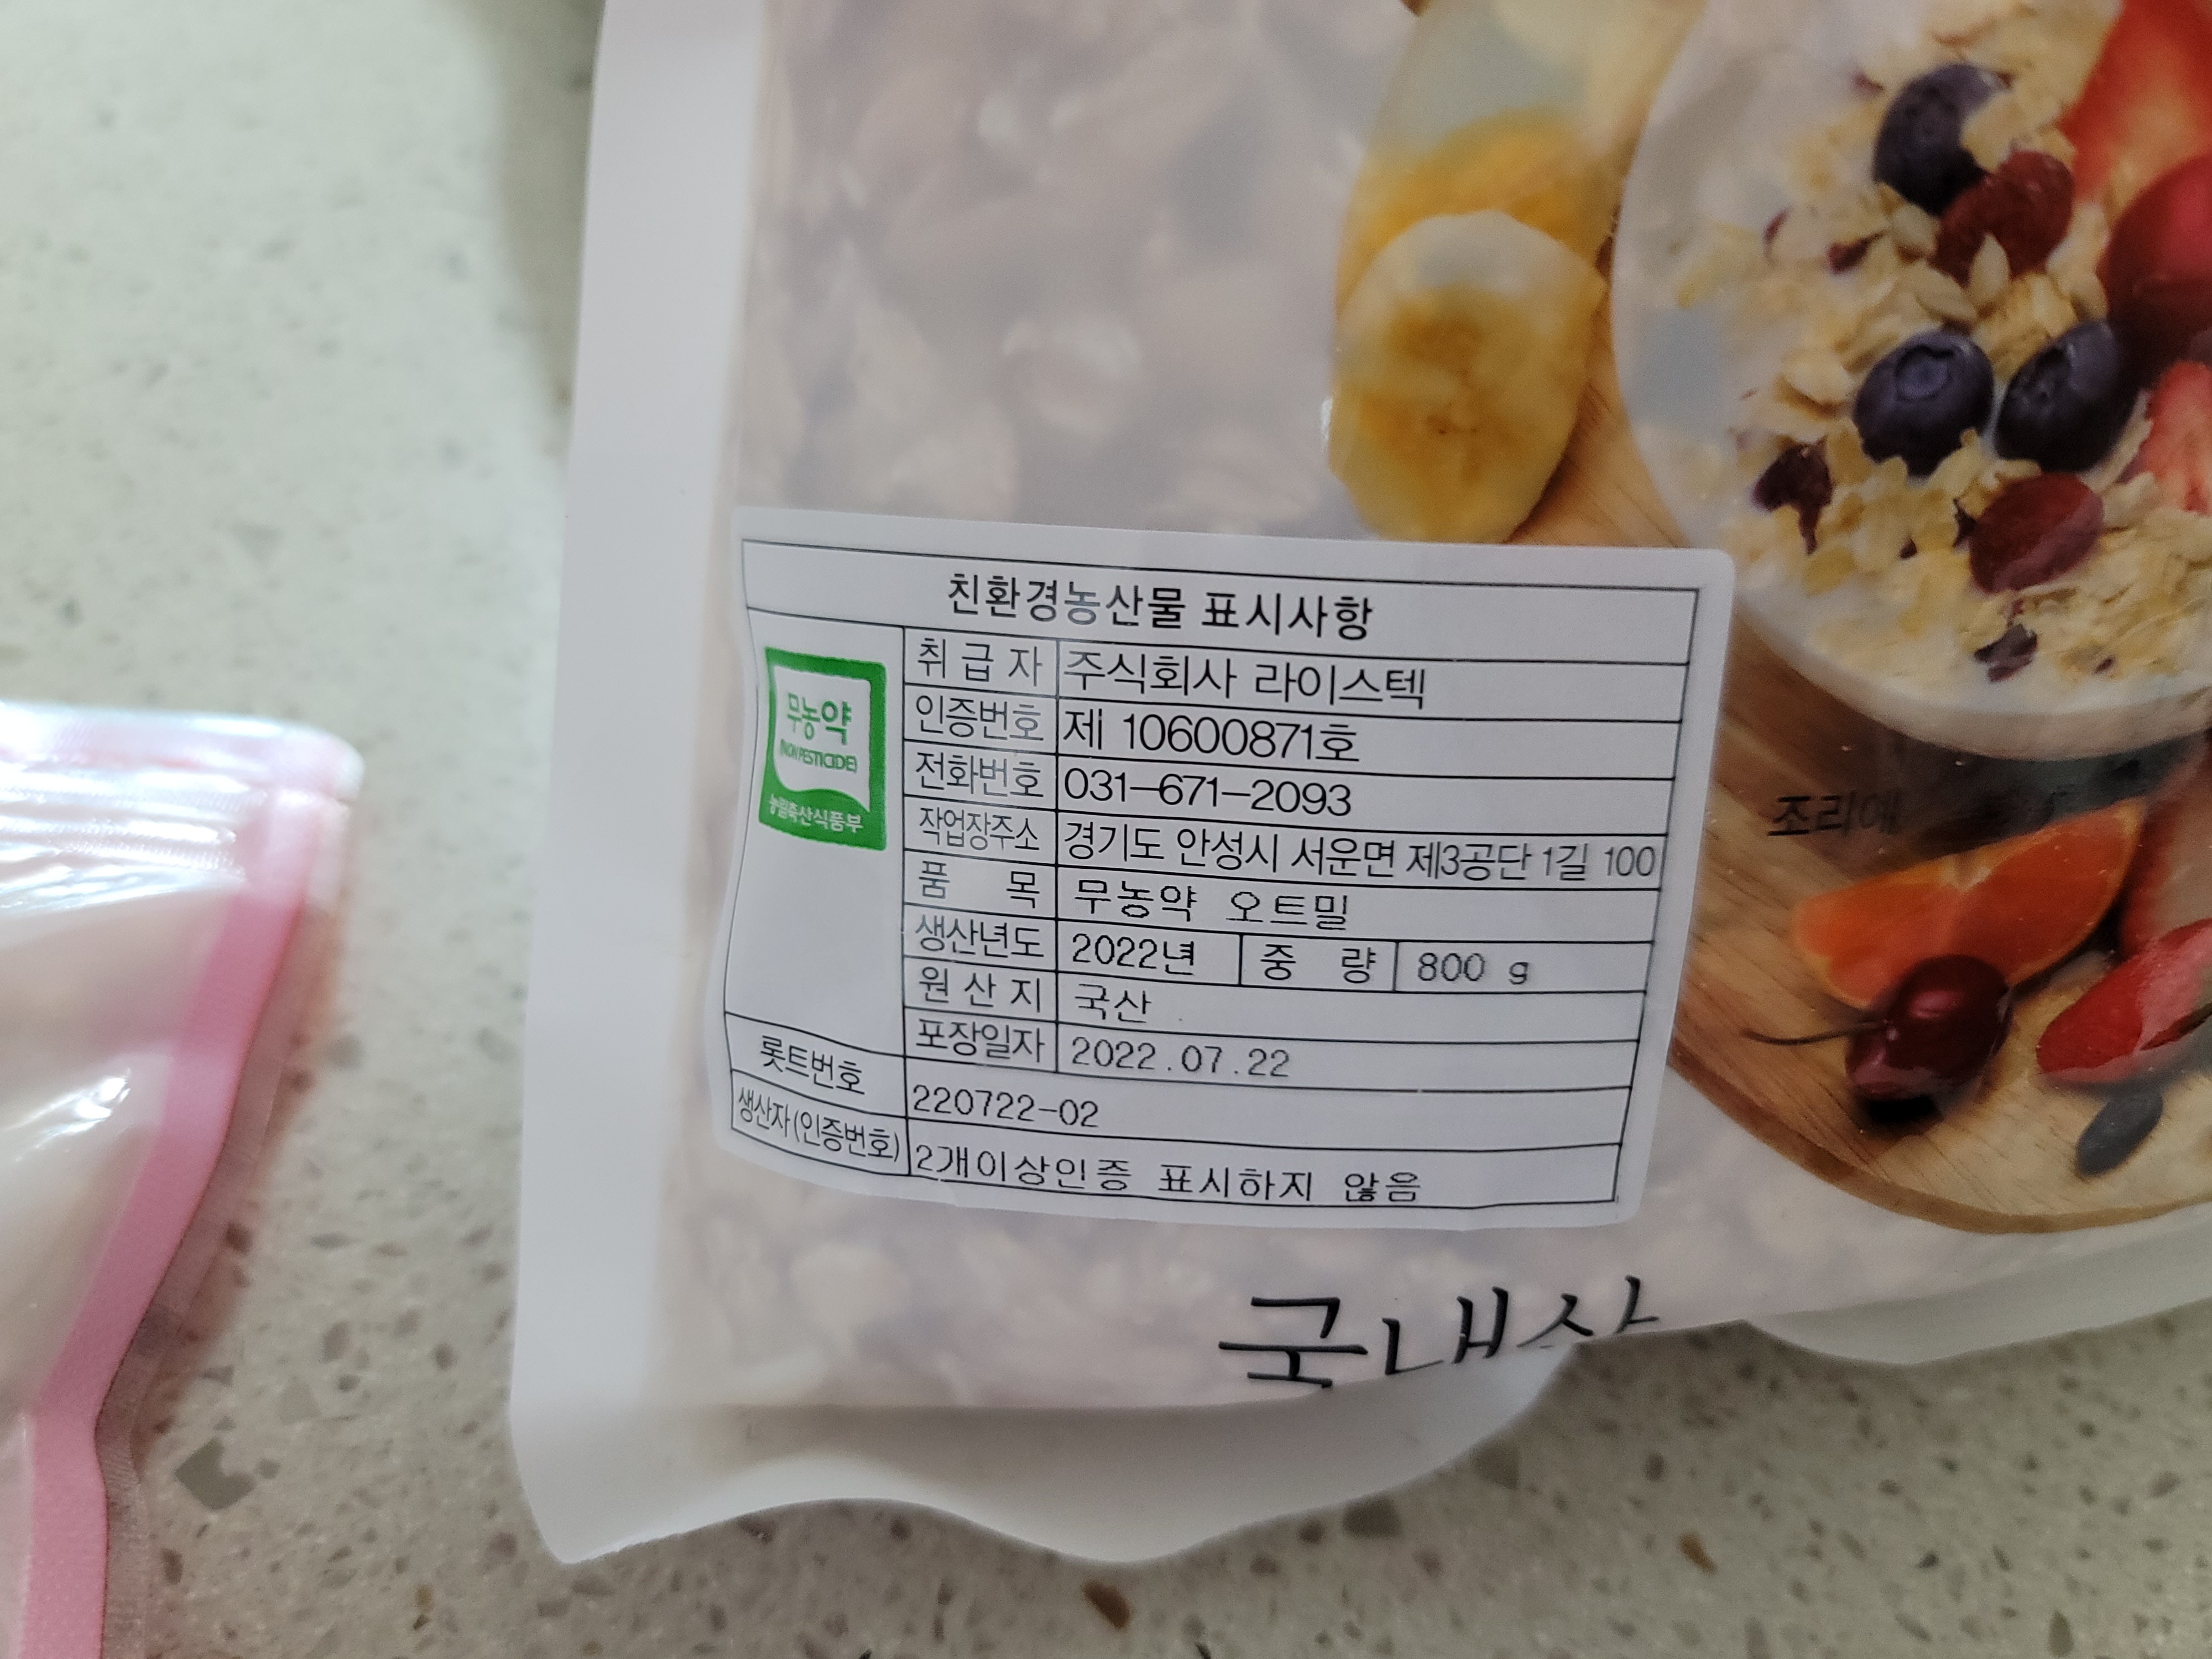 친환경농산물 표시사항
무농약
(NON PESTICIDE)
농림축산식품부
취 급 자 주식회사 라이스텍
인증번호 제 10600871호
전화번호 031-671-2093
작업장주소 경기도 안성시 서운면 제3공단 1길 100
품 목 무농약 오트밀
생산년도 2022년 중 량 800 g
원 산 지 국산
포장일자 2022.07.22
롯트번호 220722-02
생산자(인증번호) 2개이상인증 표시하지 않음
조리예
국내산